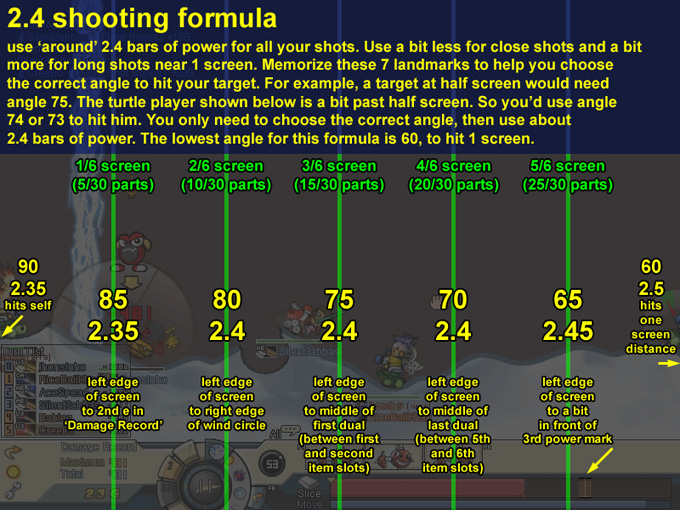 2.4 shooting formula
use ‘around’ 2.4 bars of power for all your shots. Use a bit less for close shots and a bit
more for long shots near 1 screen. Memorize these 7 landmarks to help you choose
the correct angle to hit your target. For example, a target at half screen would need
angle 75. The turtle player shown below is a bit past half screen. So you’d use angle
74 or 73 to hit him. You only need to choose the correct angle, then use about
2.4 bars of power. The lowest angle for this formula is 60, to hit 1 screen.
1/6 screen
(5/30 parts)
2/6 screen
(10/30 parts)
3/6 screen
(15/30 parts)
4/6 screen
(20/30 parts)
5/6 screen
(25/30 parts)
90
2.35
hits self
85
2.35
80
2.4
75
2.4
70
2.4
65
2.45
60
2.5
hits
one
screen
distance
left edge
of screen
to 2nd e in
‘Damage Record’
left edge
of screen
to right edge
of wind circle
left edge
of screen
to middle of
first dual
(between first
and second
item slots)
left edge
of screen
to middle of
last dual
(between 5th
and 6th
item slots)
left edge
of screen
to a bit
in front of
3rd power mark
Turn List
Jhonsinho
Damage Record
Maximum
Total
All
53
Slice
Move